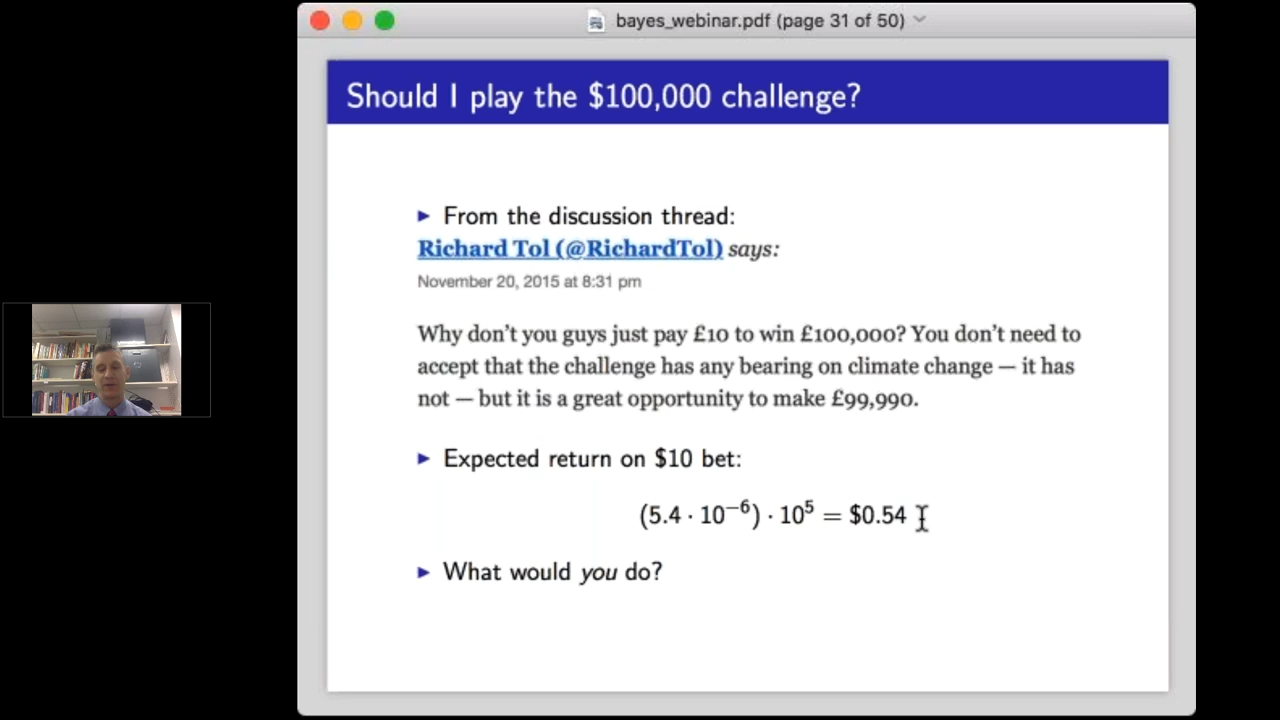 bayes_webinar.pdf (page 31 of 50)
Should I play the $100,000 challenge?
► From the discussion thread:
Richard Tol (@RichardTol) says:
November 20, 2015 at 8:31 pm
Why don't you guys just pay £10 to win £100,000? You don't need to
accept that the challenge has any bearing on climate change — it has
not — but it is a great opportunity to make £99,990.
► Expected return on $10 bet:
(5.4 · 10⁻⁶) · 10⁵ = $0.54
► What would you do?